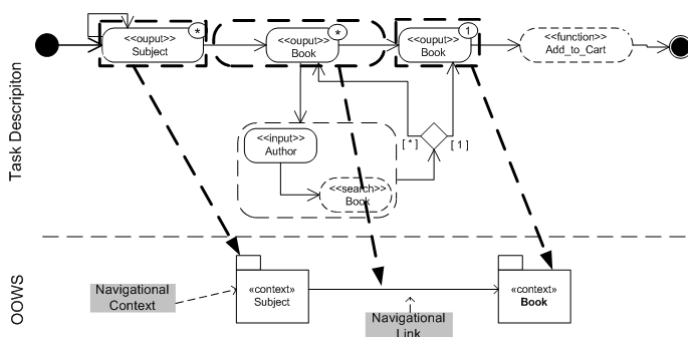 Task Descripition
<<ouput>>
Subject
*
<<ouput>>
Book
*
<<ouput>>
Book
1
<<function>>
Add_to_Cart
<<input>>
Author
<<search>>
Book
[ * ]
[ 1 ]
OOWS
Navigational
Context
«context»
Subject
Navigational
Link
«context»
Book